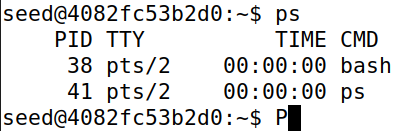 seed@4082fc53b2d0:~$ ps
    PID TTY          TIME CMD
     38 pts/2    00:00:00 bash
     41 pts/2    00:00:00 ps
seed@4082fc53b2d0:~$ P